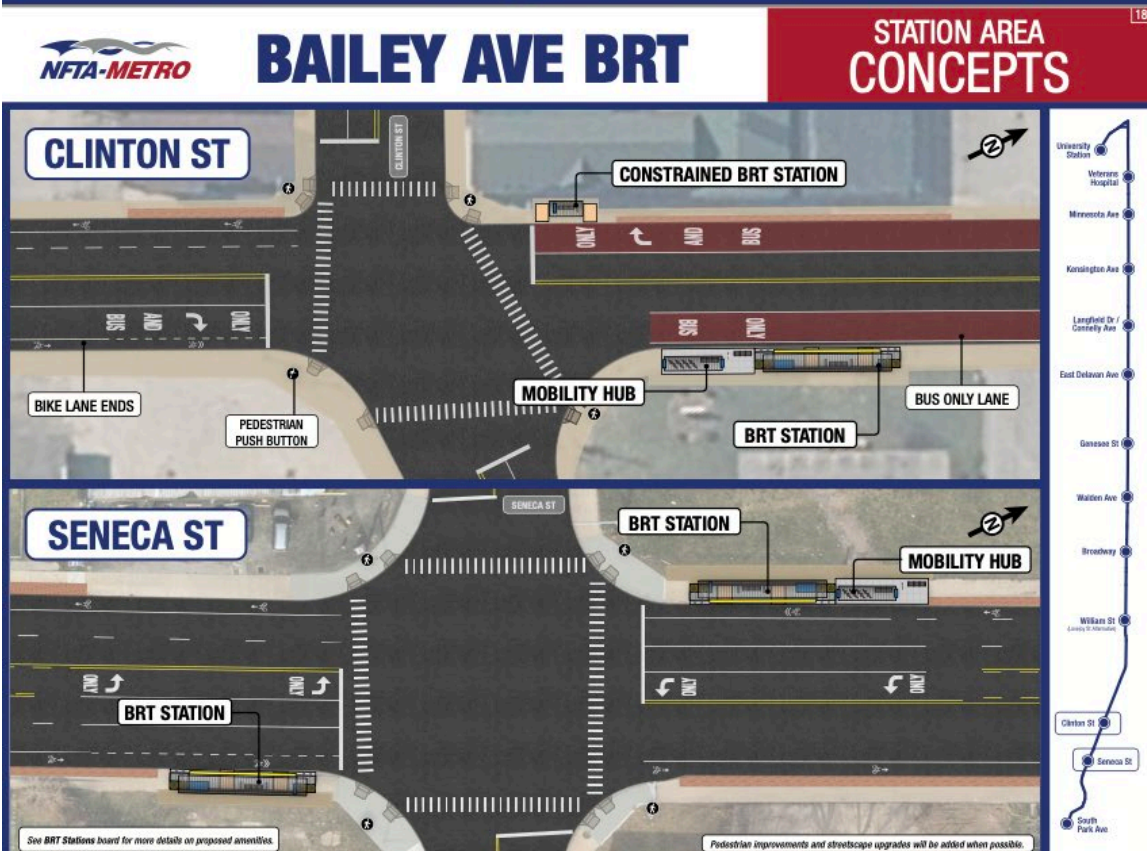 18
NFTA-METRO
BAILEY AVE BRT
STATION AREA
CONCEPTS
CLINTON ST
CLINTON ST
CONSTRAINED BRT STATION
ONLY
AND
BUS
BUS
AND
ONLY
BUS
ONLY
MOBILITY HUB
BRT STATION
BUS ONLY LANE
BIKE LANE ENDS
PEDESTRIAN
PUSH BUTTON
SENECA ST
SENECA ST
BRT STATION
MOBILITY HUB
ONLY
ONLY
ONLY
ONLY
BRT STATION
See BRT Stations board for more details on proposed amenities.
Pedestrian improvements and streetscape upgrades will be added when possible.
University
Station
Veterans
Hospital
Minnesota Ave
Kensington Ave
Langfield Dr /
Connelly Ave
East Delavan Ave
Genesee St
Walden Ave
Broadway
William St
Clinton St
Seneca St
South
Park Ave